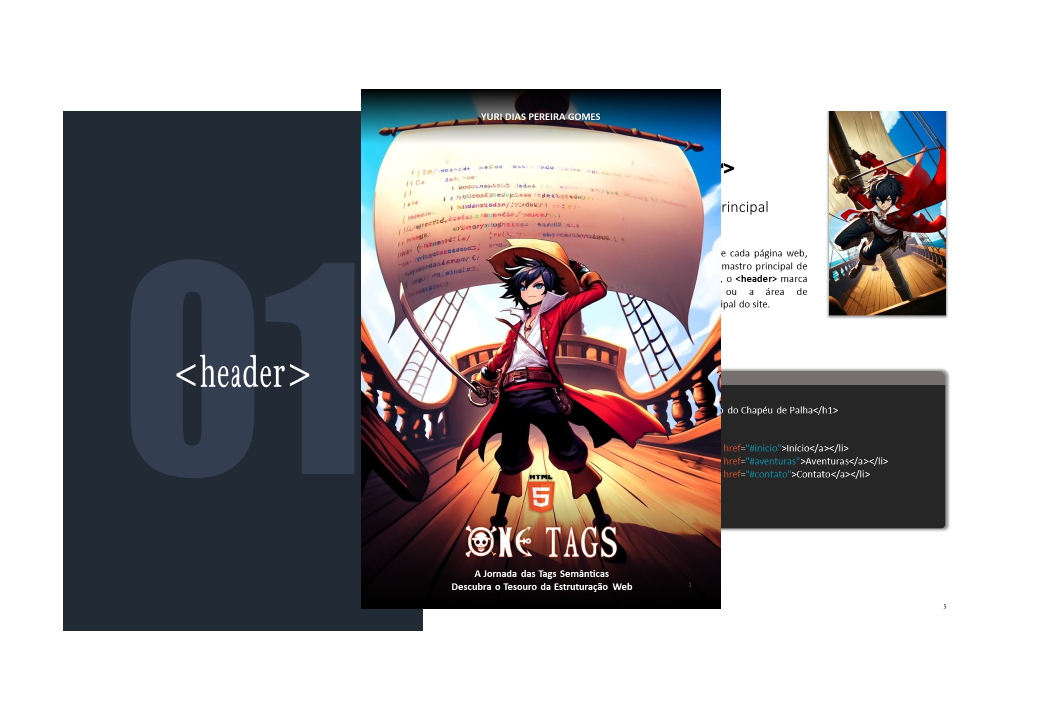 01
<header>
YURI DIAS PEREIRA GOMES
HTML
5
ONE TAGS
A Jornada das Tags Semânticas
Descubra o Tesouro da Estruturação Web
1
>
rincipal
e cada página web,
mastro principal de
, o <header> marca
ou a área de
ipal do site.
o do Chapéu de Palha</h1>
href="#inicio">Início</a></li>
href="#aventuras">Aventuras</a></li>
href="#contato">Contato</a></li>
5